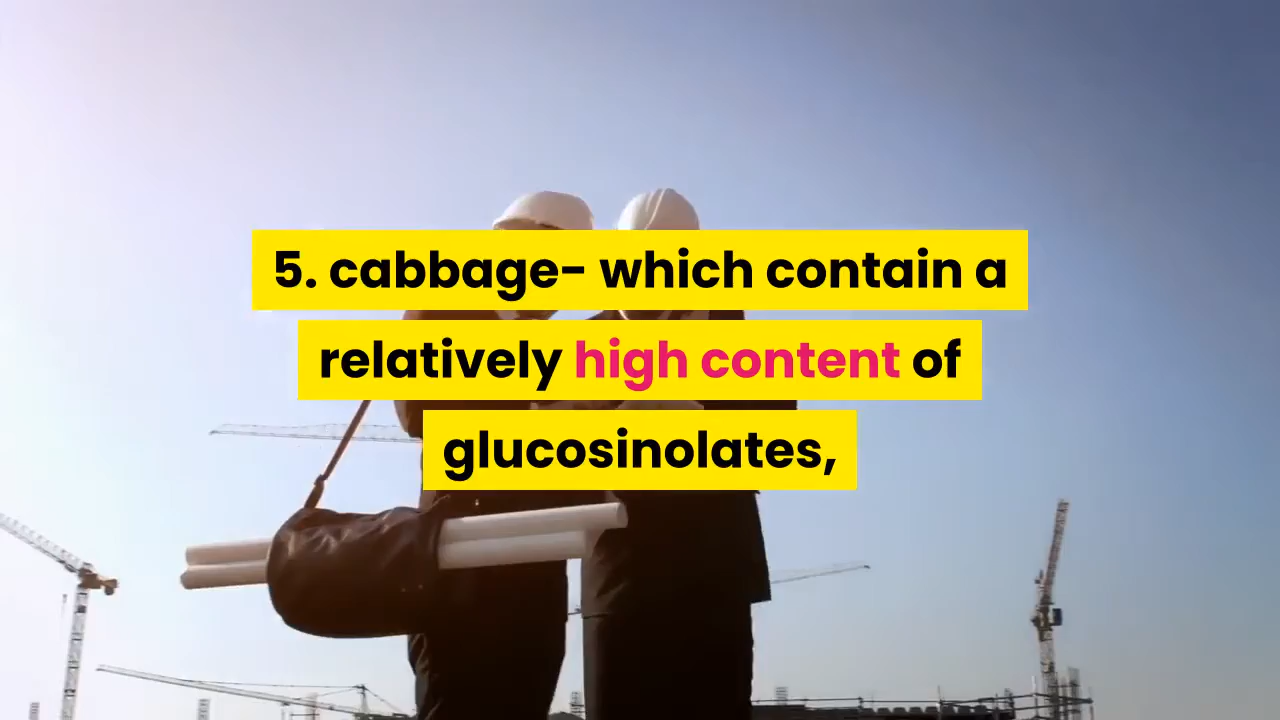 5. cabbage- which contain a
relatively high content of
glucosinolates,